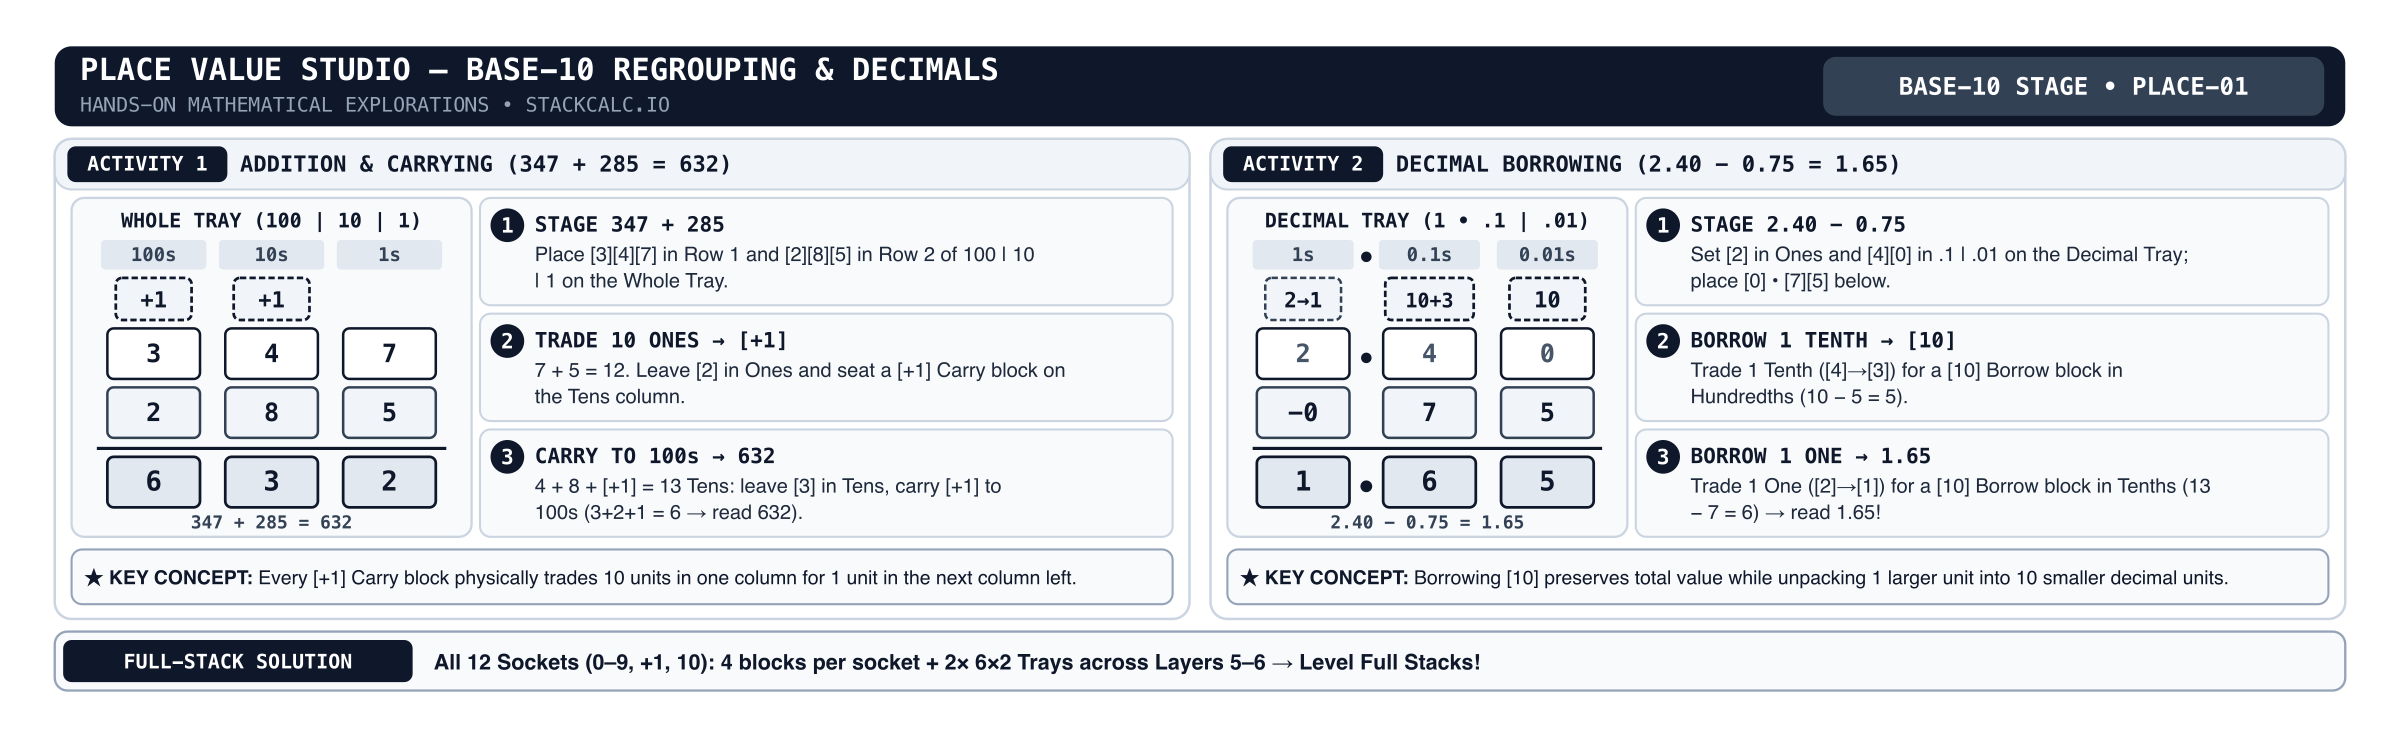 PLACE VALUE STUDIO – BASE–10 REGROUPING & DECIMALS
HANDS–ON MATHEMATICAL EXPLORATIONS • STACKCALC.IO
BASE–10 STAGE • PLACE–01
ACTIVITY 1
ADDITION & CARRYING (347 + 285 = 632)
WHOLE TRAY (100 | 10 | 1)
100s 10s 1s
+1 +1
3 4 7
2 8 5
6 3 2
347 + 285 = 632
1 STAGE 347 + 285
Place [3][4][7] in Row 1 and [2][8][5] in Row 2 of 100 | 10
| 1 on the Whole Tray.
2 TRADE 10 ONES → [+1]
7 + 5 = 12. Leave [2] in Ones and seat a [+1] Carry block on
the Tens column.
3 CARRY TO 100s → 632
4 + 8 + [+1] = 13 Tens: leave [3] in Tens, carry [+1] to
100s (3+2+1 = 6 → read 632).
★ KEY CONCEPT: Every [+1] Carry block physically trades 10 units in one column for 1 unit in the next column left.
ACTIVITY 2
DECIMAL BORROWING (2.40 − 0.75 = 1.65)
DECIMAL TRAY (1 • .1 | .01)
1s • 0.1s 0.01s
2→1 10+3 10
2 • 4 0
−0 7 5
1 • 6 5
2.40 − 0.75 = 1.65
1 STAGE 2.40 − 0.75
Set [2] in Ones and [4][0] in .1 | .01 on the Decimal Tray;
place [0] • [7][5] below.
2 BORROW 1 TENTH → [10]
Trade 1 Tenth ([4]→[3]) for a [10] Borrow block in
Hundredths (10 − 5 = 5).
3 BORROW 1 ONE → 1.65
Trade 1 One ([2]→[1]) for a [10] Borrow block in Tenths (13
− 7 = 6) → read 1.65!
★ KEY CONCEPT: Borrowing [10] preserves total value while unpacking 1 larger unit into 10 smaller decimal units.
FULL–STACK SOLUTION
All 12 Sockets (0–9, +1, 10): 4 blocks per socket + 2× 6×2 Trays across Layers 5–6 → Level Full Stacks!